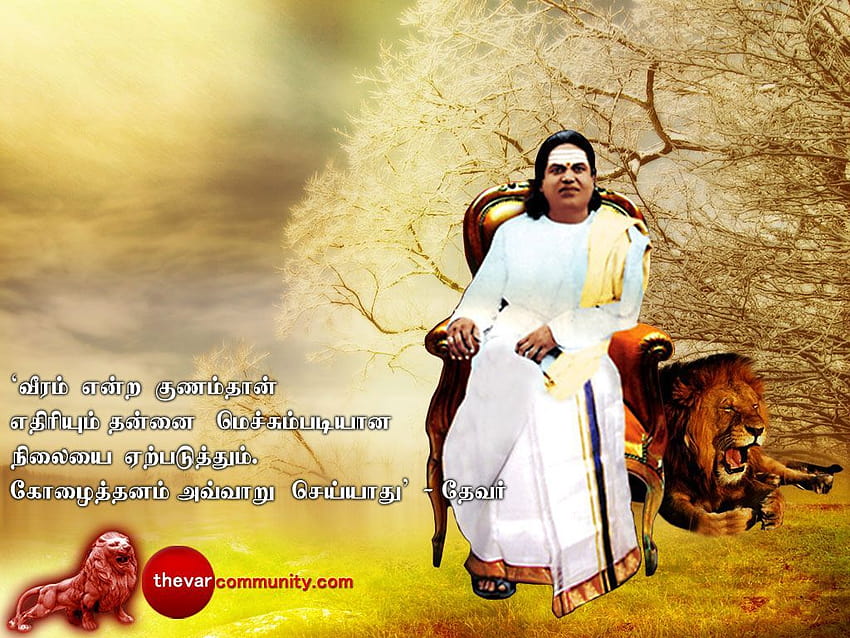 ‘வீரம் என்ற குணம்தான்
எதிரியும் தன்னை மெச்சும்படியான
நிலையை ஏற்படுத்தும்.
கோழைத்தனம் அவ்வாறு செய்யாது’ - தேவர்
thevarcommunity.com